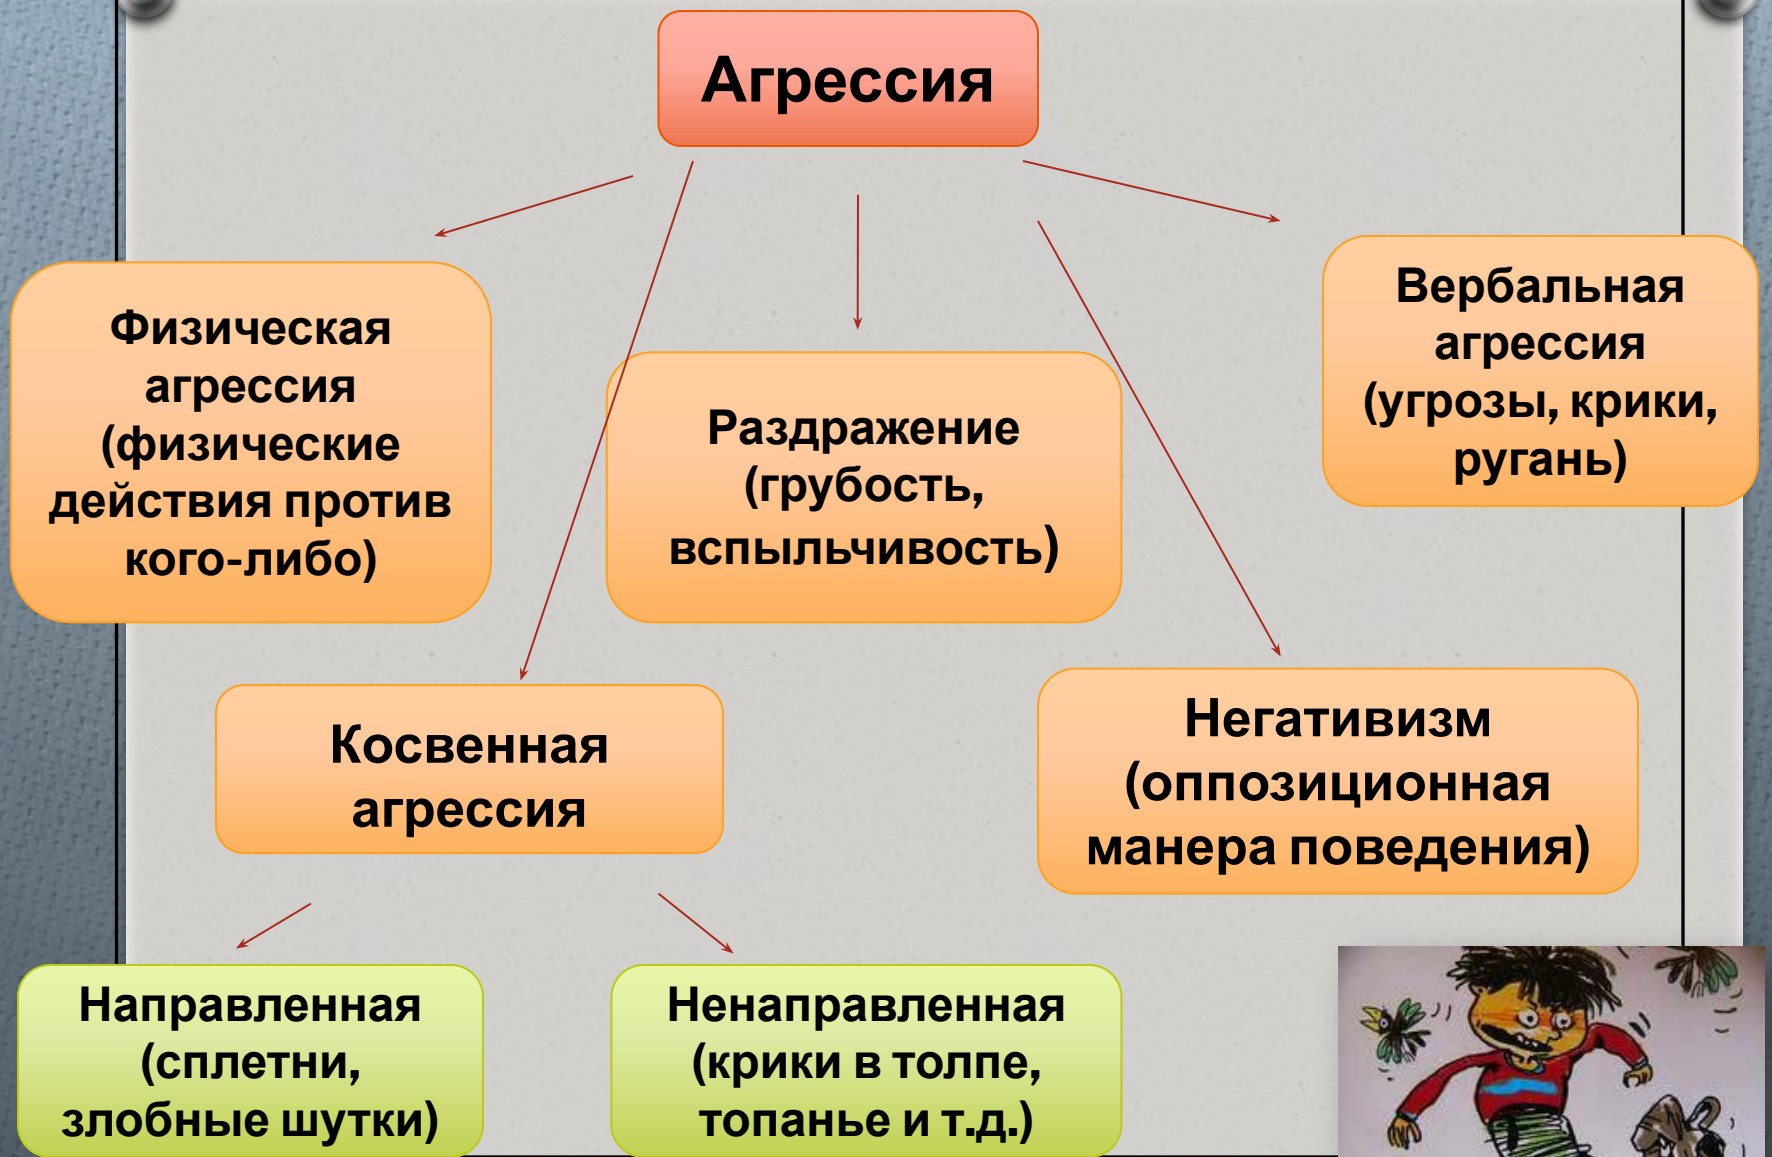 Агрессия
Физическая
агрессия
(физические
действия против
кого-либо)
Раздражение
(грубость,
вспыльчивость)
Вербальная
агрессия
(угрозы, крики,
ругань)
Косвенная
агрессия
Негативизм
(оппозиционная
манера поведения)
Направленная
(сплетни,
злобные шутки)
Ненаправленная
(крики в толпе,
топанье и т.д.)